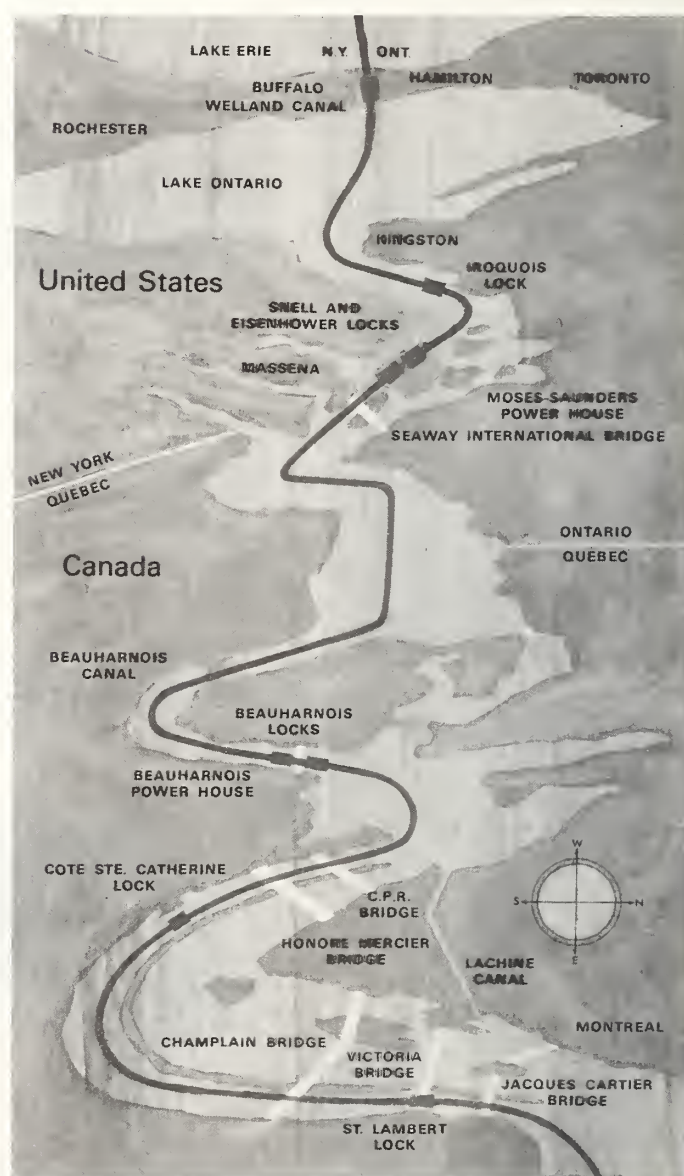 LAKE ERIE
N.Y. ONT.
BUFFALO
WELLAND CANAL
HAMILTON
TORONTO
ROCHESTER
LAKE ONTARIO
KINGSTON
United States
IROQUOIS
LOCK
SNELL AND
EISENHOWER LOCKS
MASSENA
MOSES-SAUNDERS
POWER HOUSE
SEAWAY INTERNATIONAL BRIDGE
NEW YORK
QUÉBEC
ONTARIO
QUÉBEC
Canada
BEAUHARNOIS
CANAL
BEAUHARNOIS
LOCKS
BEAUHARNOIS
POWER HOUSE
COTE STE. CATHERINE
LOCK
C.P.R.
BRIDGE
W
S N
E
HONORE MERCIER
BRIDGE
LACHINE
CANAL
CHAMPLAIN BRIDGE
VICTORIA
BRIDGE
MONTREAL
JACQUES CARTIER
BRIDGE
ST. LAMBERT
LOCK